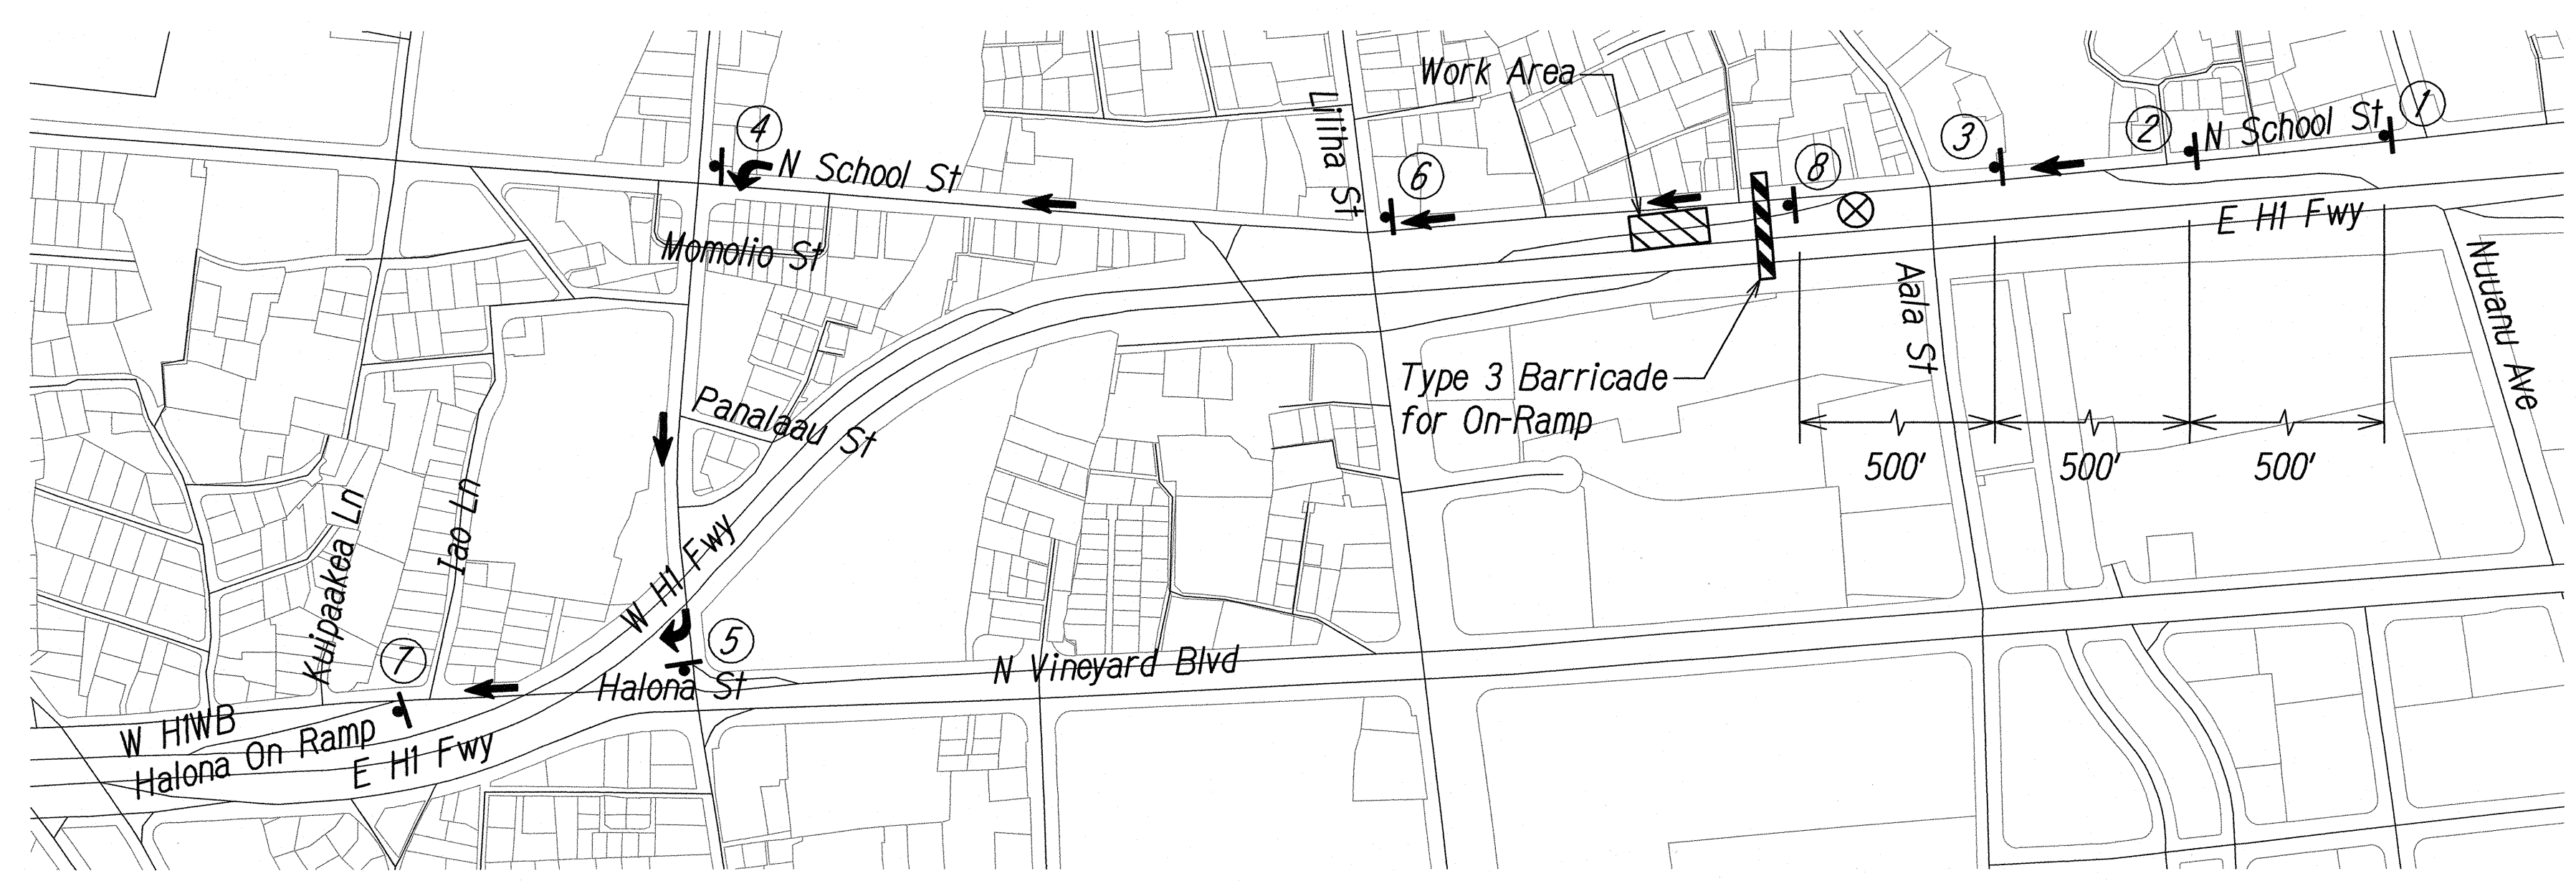 Work Area
Liliha St
4
N School St
6
8
3
2
N School St
1
E H1 Fwy
Momolio St
Aala St
Nuuanu Ave
Type 3 Barricade
for On-Ramp
500'
500'
500'
Panalaau St
Kuipaakea Ln
Iao Ln
W H1 Fwy
5
7
Halona St
N Vineyard Blvd
W H1WB
Halona On Ramp
E H1 Fwy